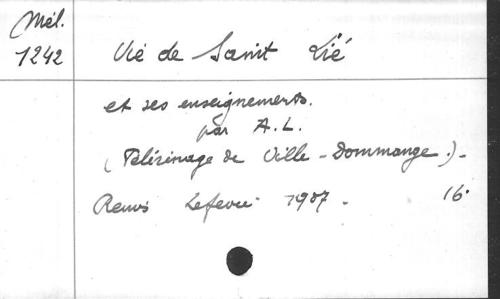 Mél.
1242
Vie de Saint Lié
et ses enseignements.
par A.L.
(Pélerinage de Ville-Dommange.)-
Reims Lefevre 1907. 16°